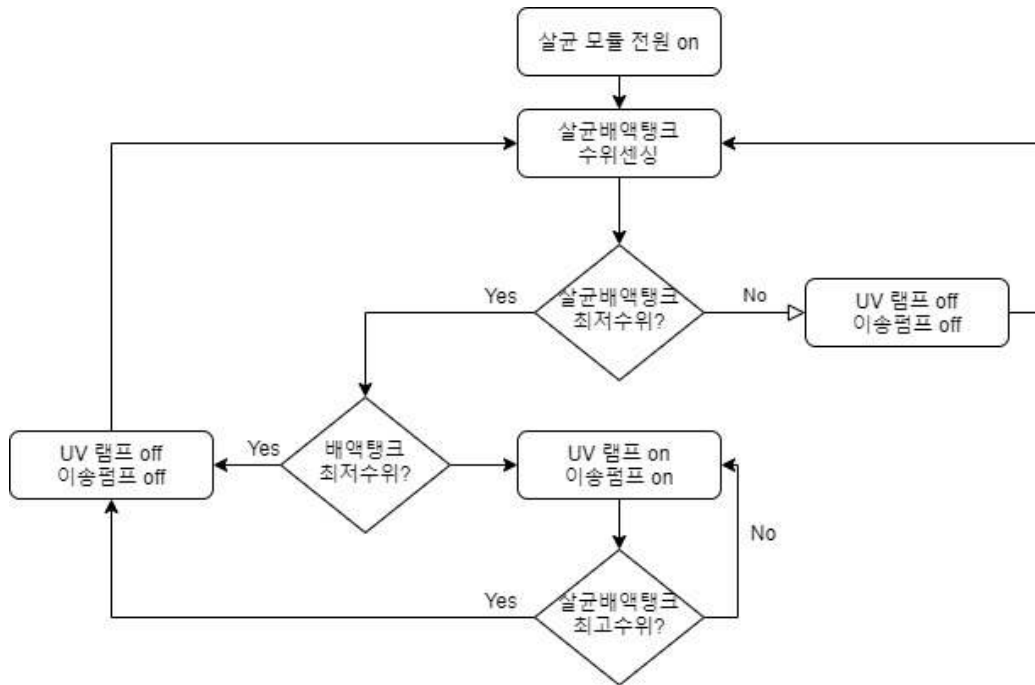 살균 모듈 전원 on
살균배액탱크
수위센싱
Yes
살균배액탱크
최저수위?
No
UV 램프 off
이송펌프 off
UV 램프 off
이송펌프 off
Yes
배액탱크
최저수위?
UV 램프 on
이송펌프 on
No
Yes
살균배액탱크
최고수위?